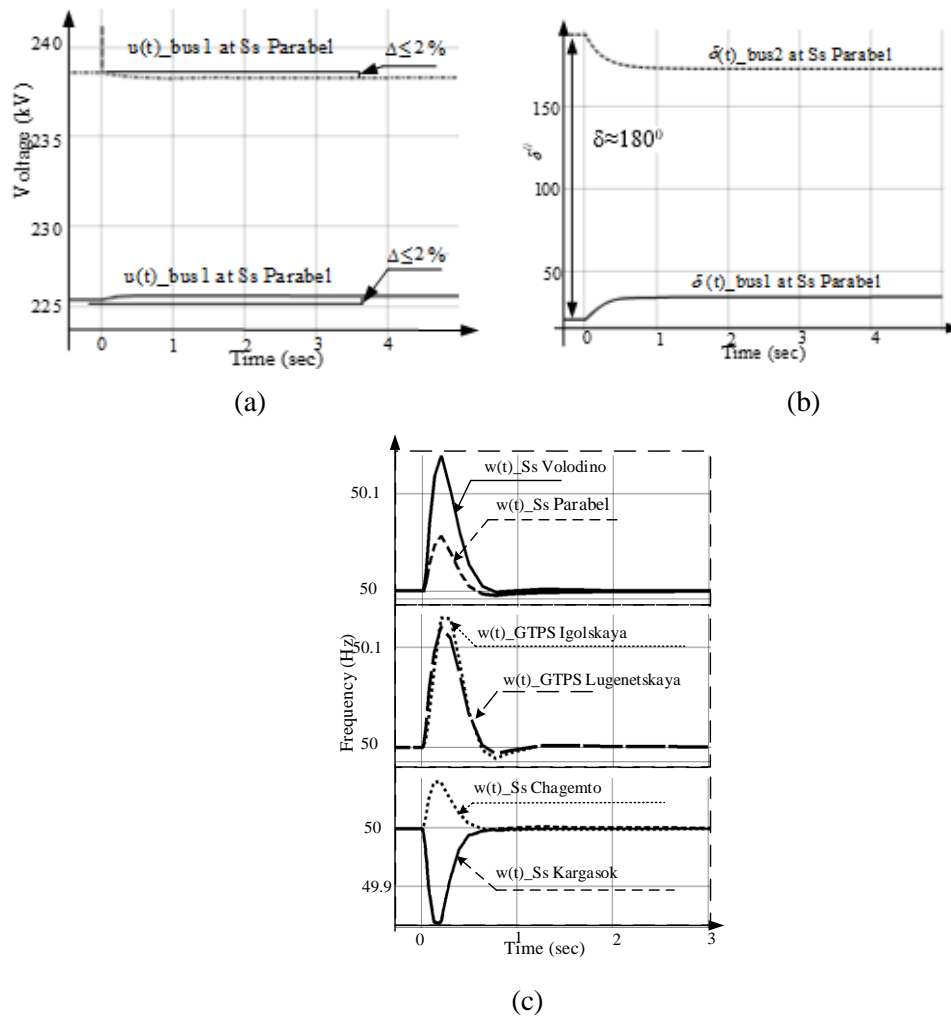 240
235
230
225
Voltage (kV)
u(t)_bus1 at Ss Parabel
Δ≤2%
u(t)_bus1 at Ss Parabel
Δ≤2%
0 1 2 3 4
Time (sec)
(a)
150
100
50
δ⁰
δ(t)_bus2 at Ss Parabel
δ≈180⁰
δ(t)_bus1 at Ss Parabel
0 1 2 3 4
Time (sec)
(b)
Frequency (Hz)
50.1
50
w(t)_Ss Volodino
w(t)_Ss Parabel
50.1
50
w(t)_GTPS Igolskaya
w(t)_GTPS Lugenetskaya
50
49.9
w(t)_Ss Chagemto
w(t)_Ss Kargasok
0 1 2 3
Time (sec)
(c)